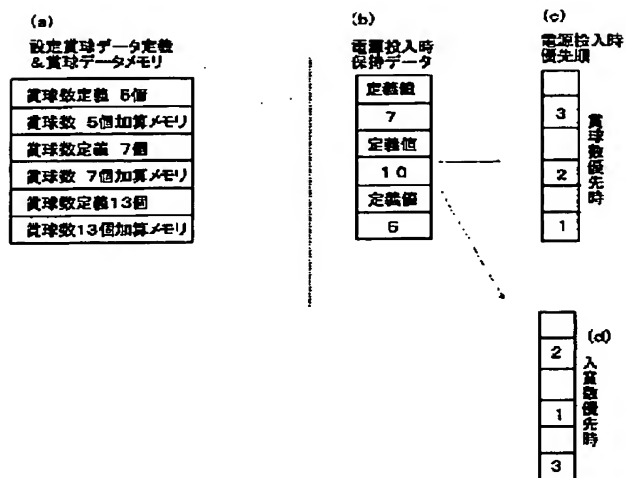 (a)
設定賞球データ定義
&賞球データメモリ
賞球数定義 5個
賞球数 5個加算メモリ
賞球数定義 7個
賞球数 7個加算メモリ
賞球数定義13個
賞球数13個加算メモリ
(b)
電源投入時
保持データ
定義値
7
定義値
10
定義値
5
(c)
電源投入時
優先順
3
2
1
賞球数優先時
(d)
2
1
3
入賞数優先時